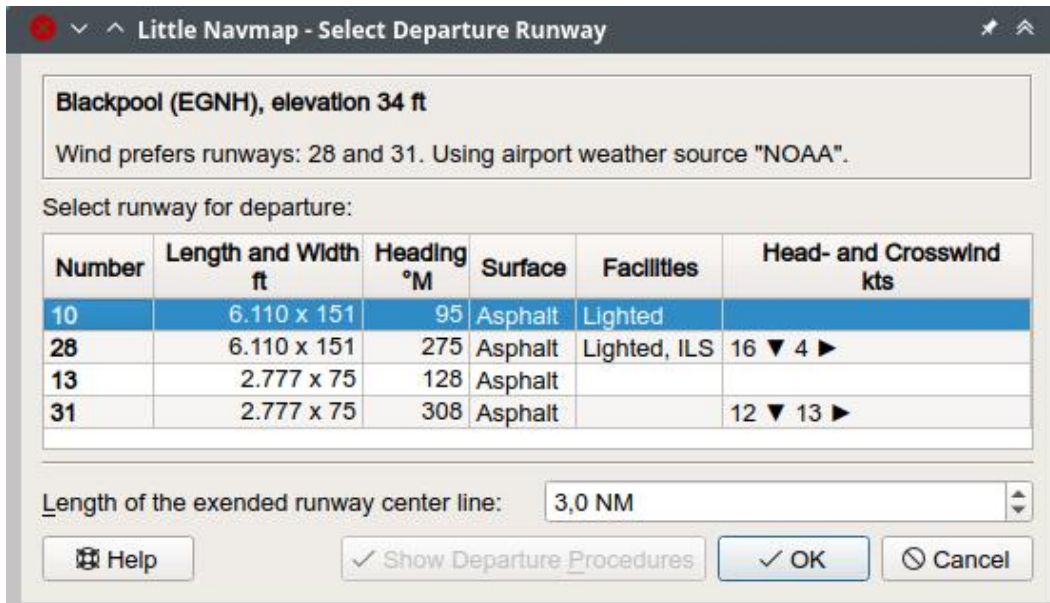 Little Navmap - Select Departure Runway
Blackpool (EGNH), elevation 34 ft
Wind prefers runways: 28 and 31. Using airport weather source "NOAA".
Select runway for departure:
Number Length and Width ft Heading °M Surface Facilities Head- and Crosswind kts
10 6.110 x 151 95 Asphalt Lighted
28 6.110 x 151 275 Asphalt Lighted, ILS 16 ▼ 4 ►
13 2.777 x 75 128 Asphalt
31 2.777 x 75 308 Asphalt 12 ▼ 13 ►
Length of the exended runway center line: 3,0 NM
Help Show Departure Procedures OK Cancel